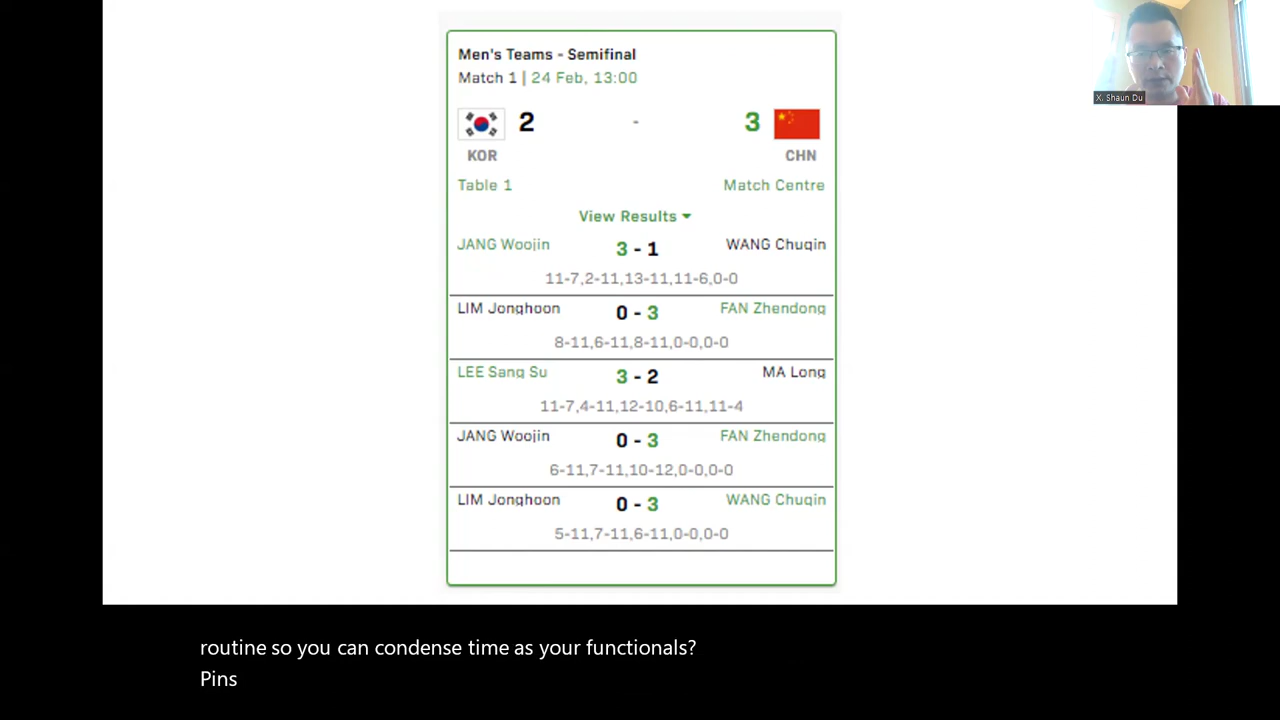 Men's Teams - Semifinal
Match 1 | 24 Feb, 13:00
2 - 3
KOR CHN
Table 1 Match Centre
View Results
JANG Woojin 3 - 1 WANG Chuqin
11-7,2-11,13-11,11-6,0-0
LIM Jonghoon 0 - 3 FAN Zhendong
8-11,6-11,8-11,0-0,0-0
LEE Sang Su 3 - 2 MA Long
11-7,4-11,12-10,6-11,11-4
JANG Woojin 0 - 3 FAN Zhendong
6-11,7-11,10-12,0-0,0-0
LIM Jonghoon 0 - 3 WANG Chuqin
5-11,7-11,6-11,0-0,0-0
X. Shaun Du
routine so you can condense time as your functionals?
Pins